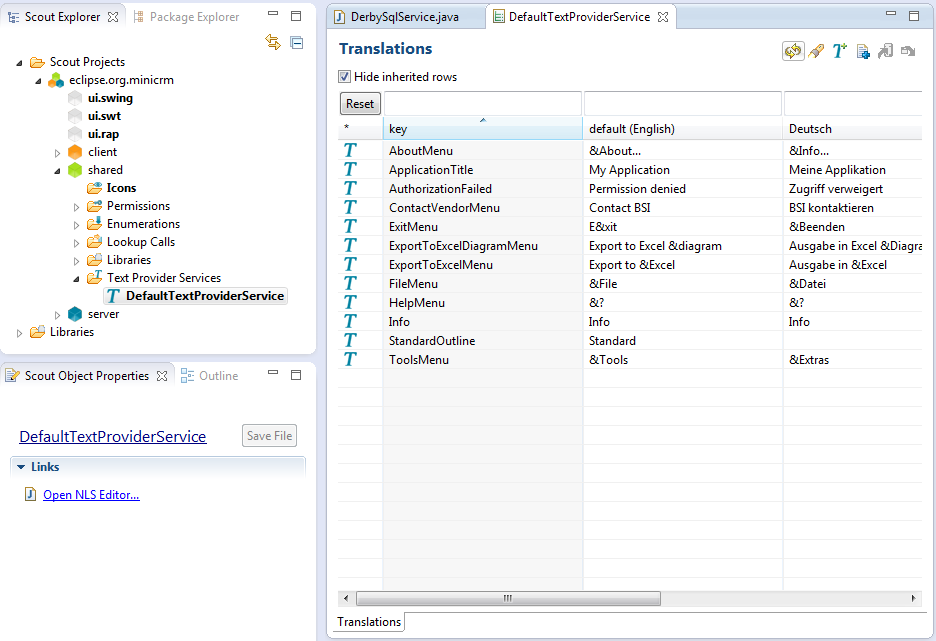 Scout Explorer
Package Explorer
Scout Projects
eclipse.org.minicrm
ui.swing
ui.swt
ui.rap
client
shared
Icons
Permissions
Enumerations
Lookup Calls
Libraries
Text Provider Services
T DefaultTextProviderService
server
Libraries
Scout Object Properties
Outline
DefaultTextProviderService
Save File
Links
Open NLS Editor...
DerbySqlService.java
DefaultTextProviderService
Translations
Hide inherited rows
Reset
* key default (English) Deutsch
T AboutMenu &About... &Info...
T ApplicationTitle My Application Meine Applikation
T AuthorizationFailed Permission denied Zugriff verweigert
T ContactVendorMenu Contact BSI BSI kontaktieren
T ExitMenu E&xit &Beenden
T ExportToExcelDiagramMenu Export to Excel &diagram Ausgabe in Excel &Diagra
T ExportToExcelMenu Export to &Excel Ausgabe in &Excel
T FileMenu &File &Datei
T HelpMenu &? &?
T Info Info Info
T StandardOutline Standard
T ToolsMenu &Tools &Extras
Translations